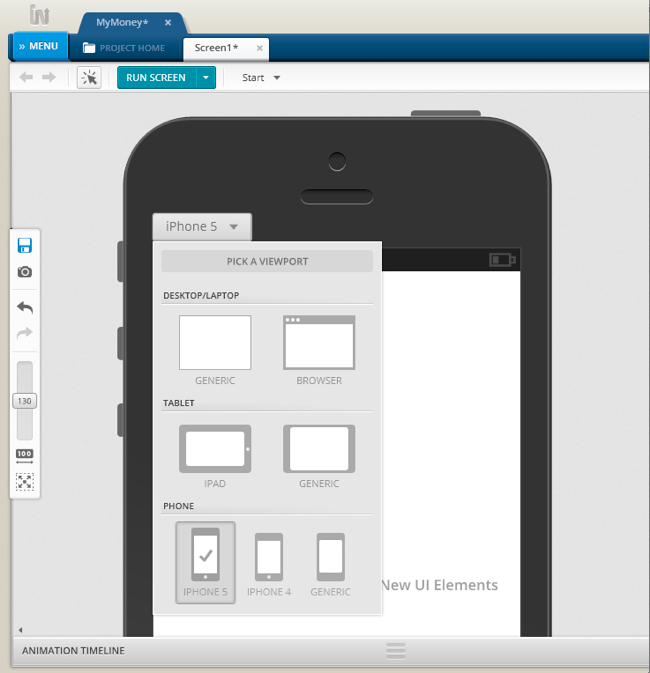 in
MyMoney* ×
» MENU PROJECT HOME Screen1* ×
RUN SCREEN Start
iPhone 5
PICK A VIEWPORT
DESKTOP/LAPTOP
GENERIC BROWSER
TABLET
IPAD GENERIC
PHONE
IPHONE 5 IPHONE 4 GENERIC
130
100
New UI Elements
ANIMATION TIMELINE